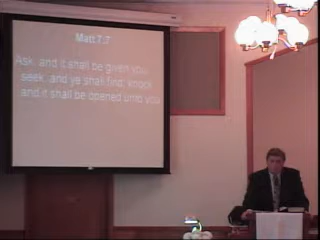 Matt 7:7
Ask, and it shall be given you;
seek, and ye shall find; knock,
and it shall be opened unto you